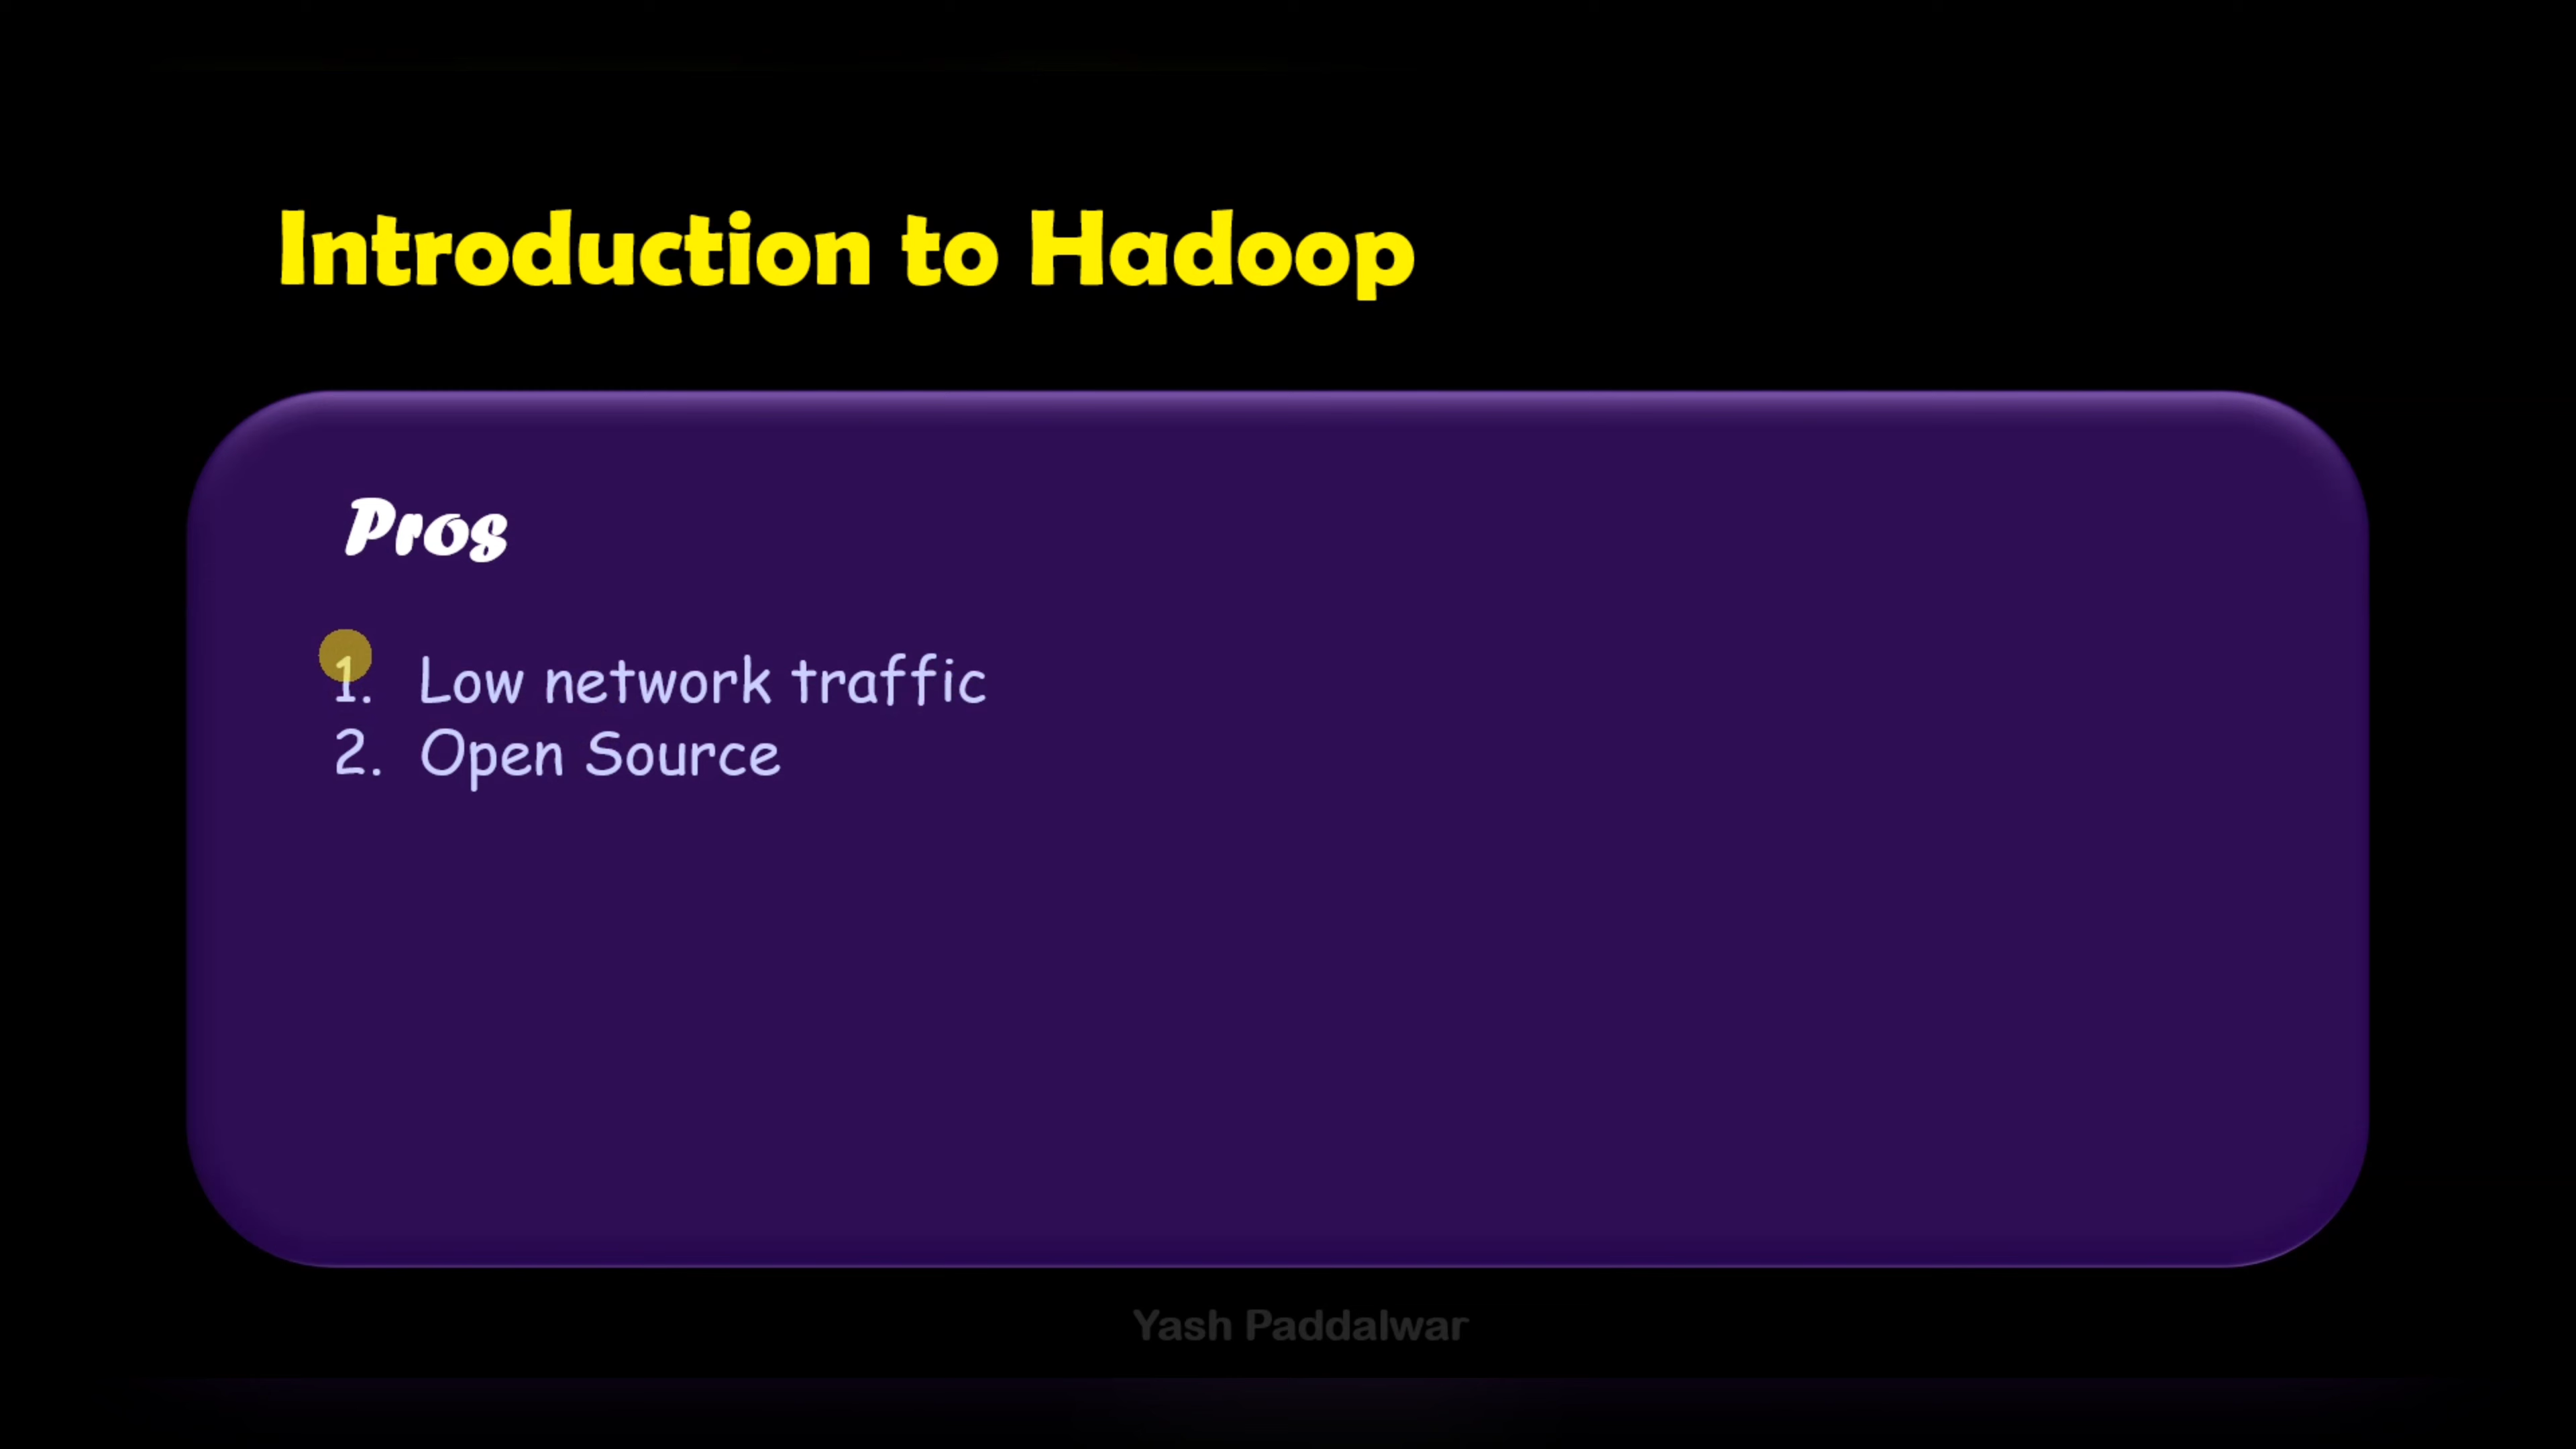 Introduction to Hadoop
Pros
1. Low network traffic
2. Open Source
Yash Paddalwar